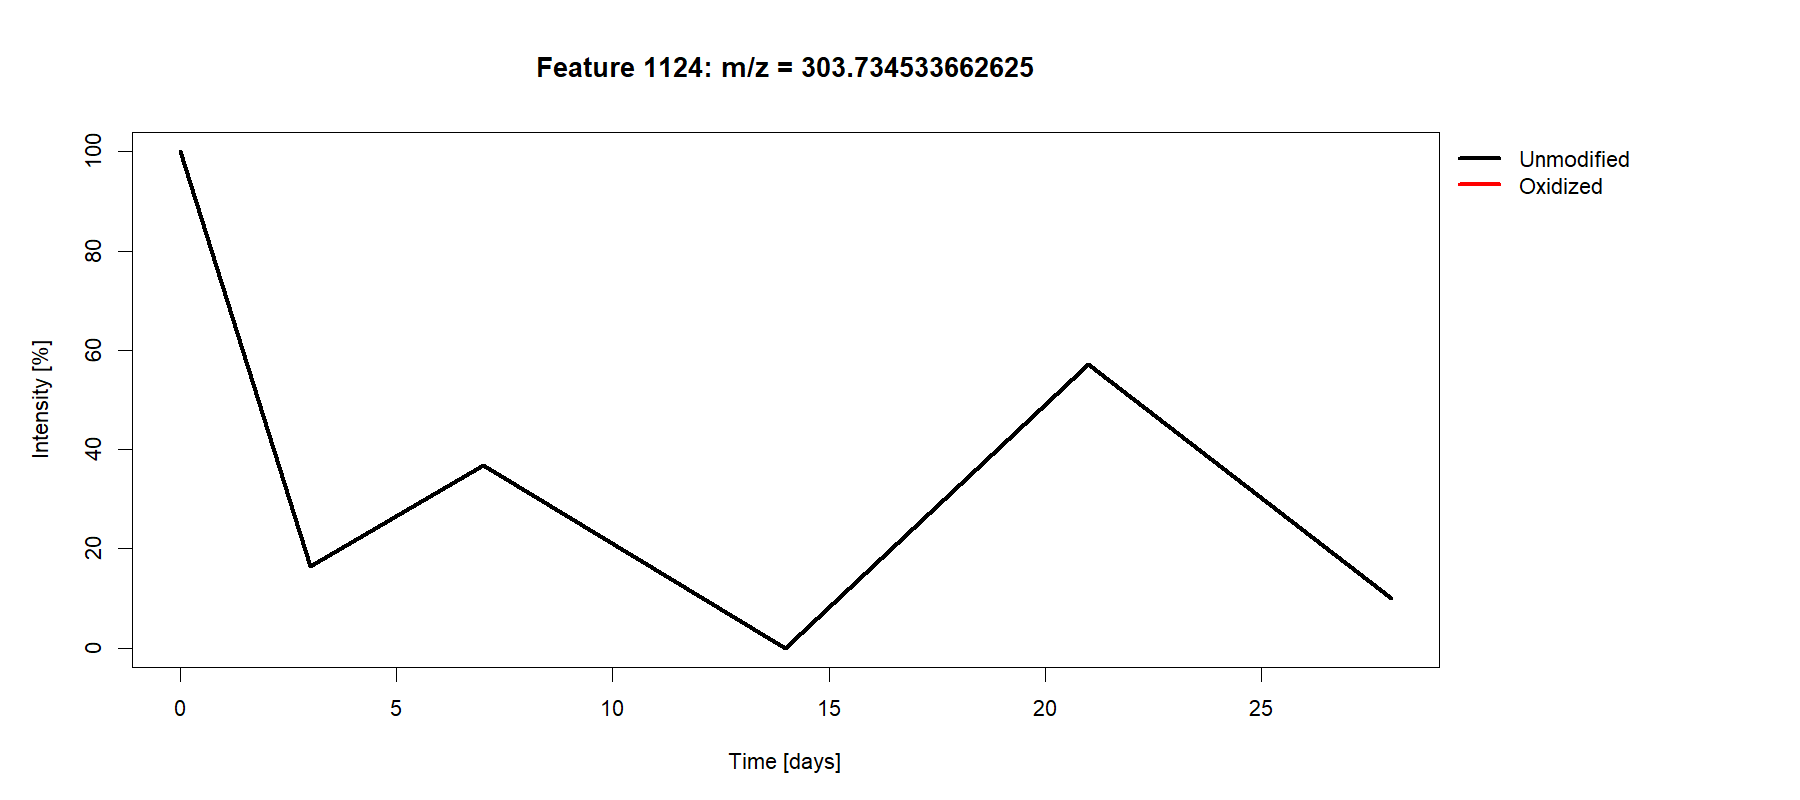 Feature 1124: m/z = 303.734533662625
Unmodified
Oxidized
Intensity [%]
100
80
60
40
20
0
0 5 10 15 20 25
Time [days]